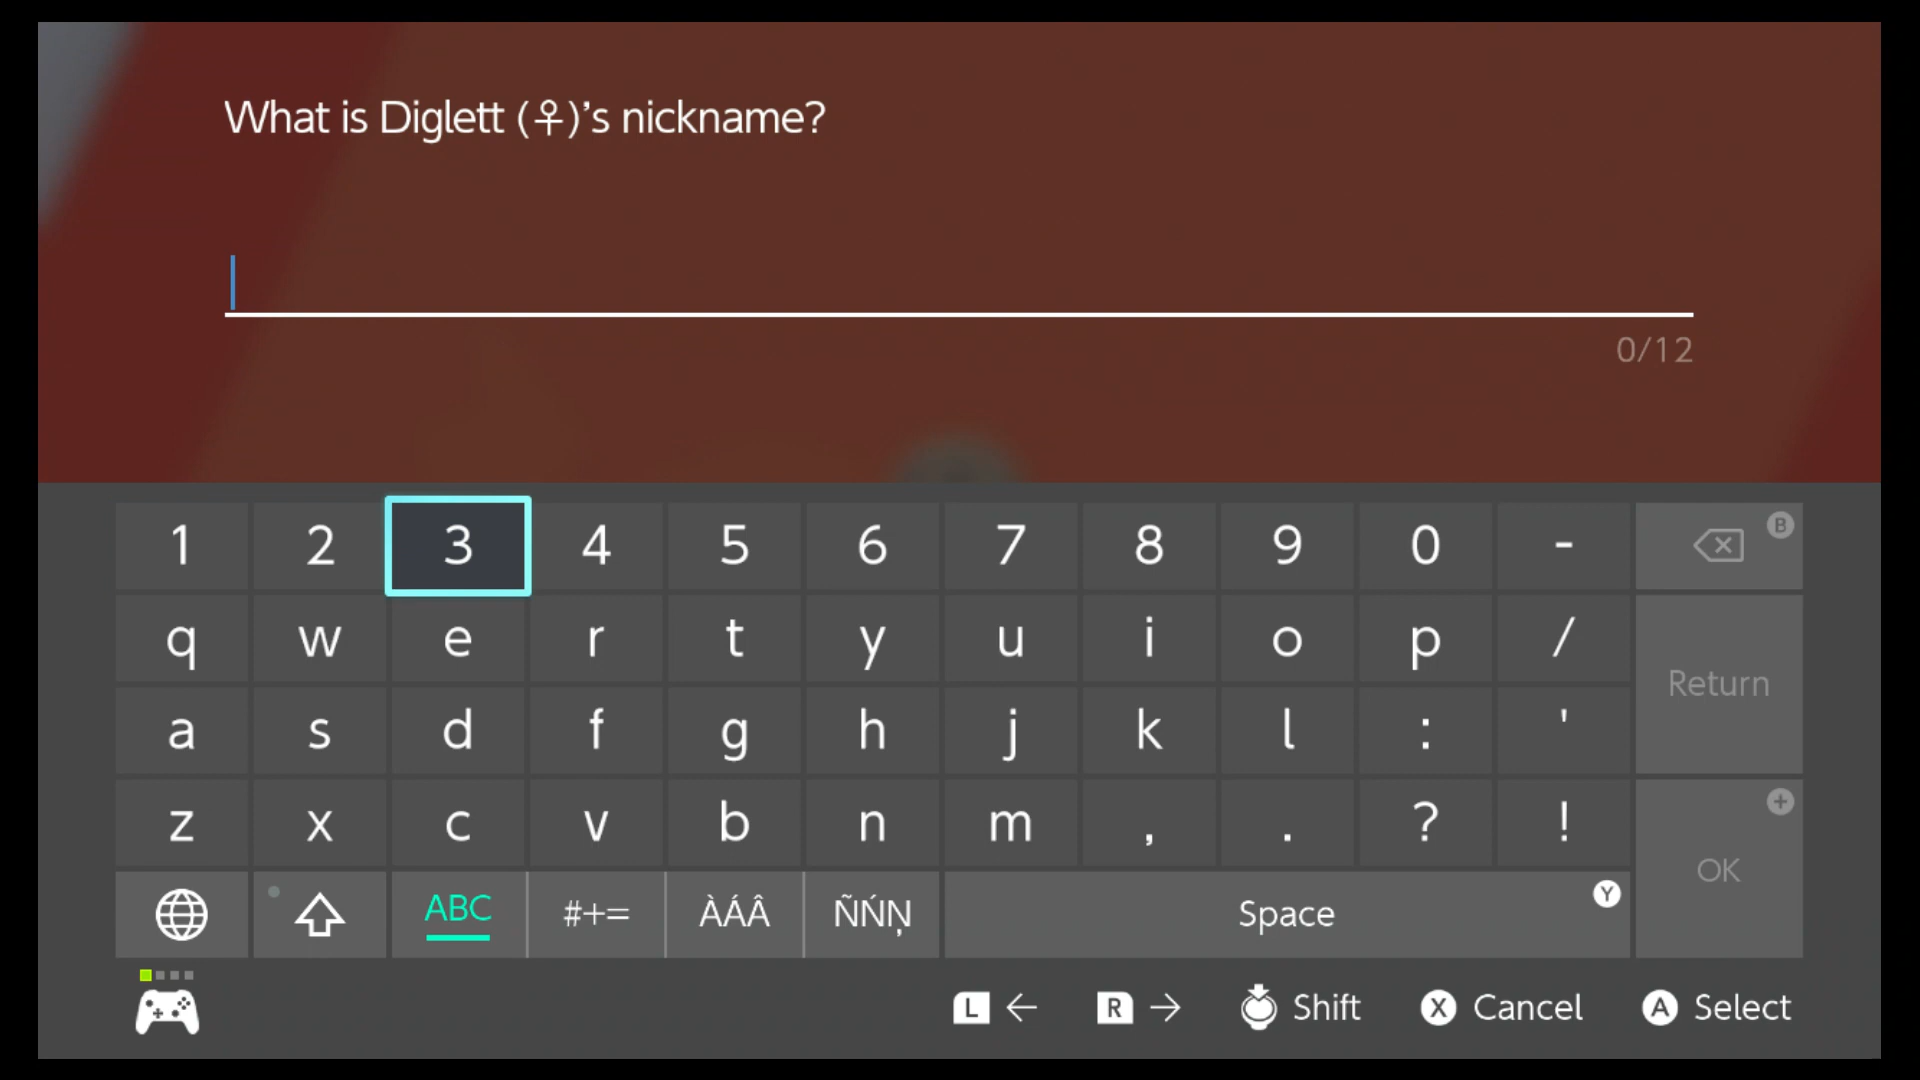 What is Diglett (♀)'s nickname?
0/12
1 2 3 4 5 6 7 8 9 0 - B
q w e r t y u i o p /
Return
a s d f g h j k l : '
z x c v b n m , . ? ! +
OK
ABC #+= ÀÁÂ ÑŃŅ Space Y
L ← R → Shift X Cancel A Select